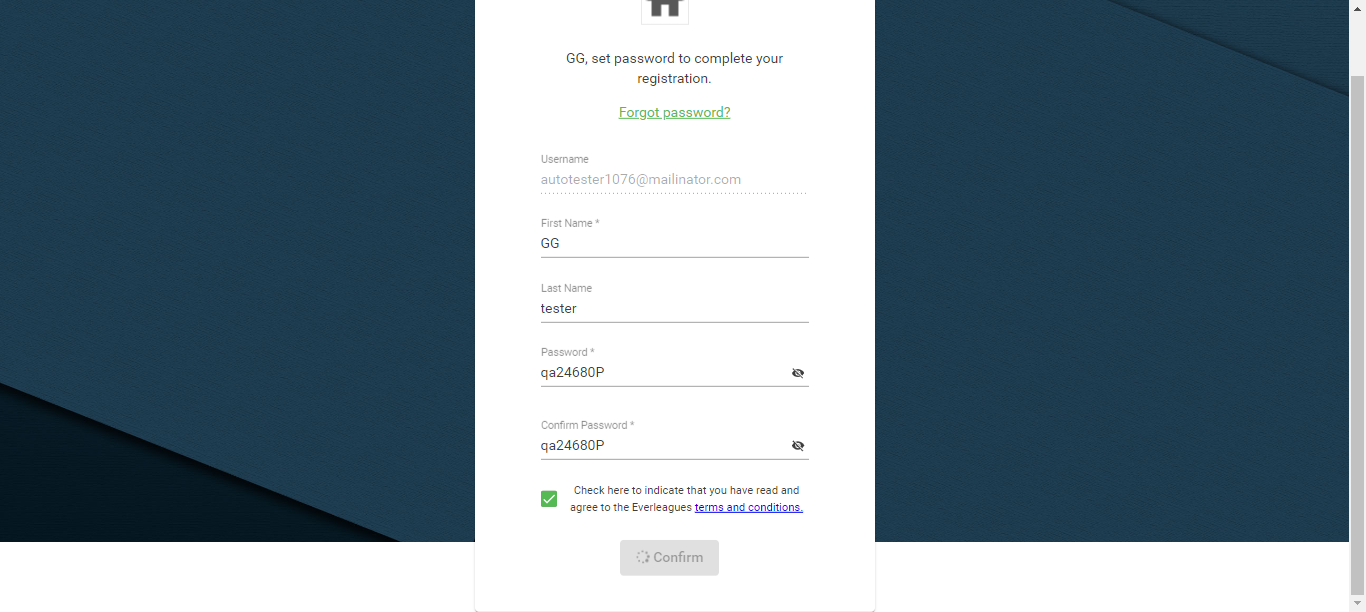 GG, set password to complete your
registration.
Forgot password?
Username
autotester1076@mailinator.com
First Name *
GG
Last Name
tester
Password *
qa24680P
Confirm Password *
qa24680P
Check here to indicate that you have read and
agree to the Everleagues terms and conditions.
Confirm